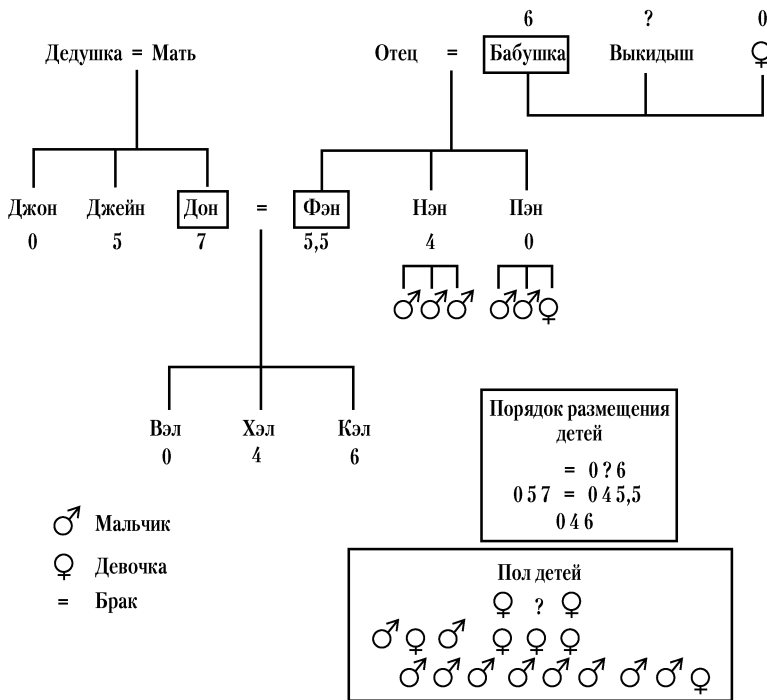 6 ? 0
Дедушка = Мать Отец = Бабушка Выкидыш ♀
Джон Джейн Дон = Фэн Нэн Пэн
0 5 7 5,5 4 0
♂♂♂ ♂♂♀
Вэл Хэл Кэл
0 4 6
Порядок размещения
детей
= 0 ? 6
0 5 7 = 0 4 5,5
0 4 6
♂ Мальчик
♀ Девочка
= Брак
Пол детей
♀ ? ♀
♂ ♀ ♂ ♀ ♀ ♀
♂ ♂ ♂ ♂ ♂ ♂ ♂ ♂ ♀